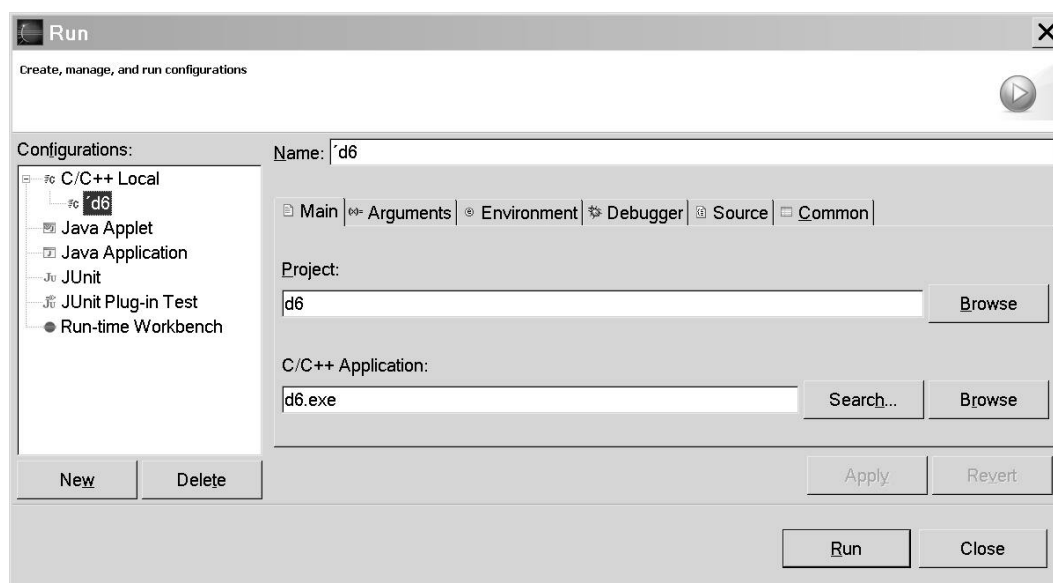 Run
Create, manage, and run configurations
Configurations:
C/C++ Local
´d6
Java Applet
Java Application
JUnit
JUnit Plug-in Test
Run-time Workbench
New
Delete
Name: ´d6
Main Arguments Environment Debugger Source Common
Project:
d6
Browse
C/C++ Application:
d6.exe
Search... Browse
Apply Revert
Run Close